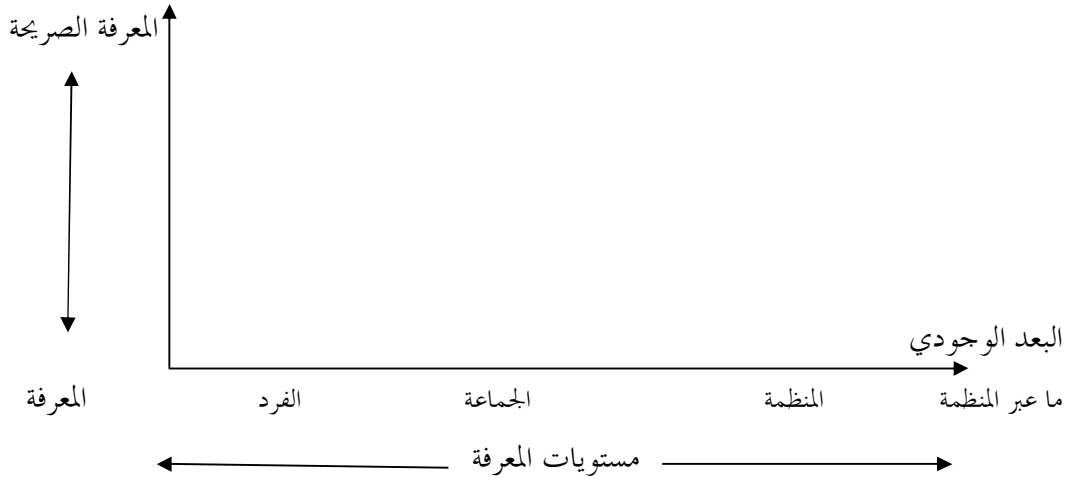 المعرفة الصريحة
البعد الوجودي
المعرفة
الفرد
الجماعة
المنظمة
ما عبر المنظمة
مستويات المعرفة